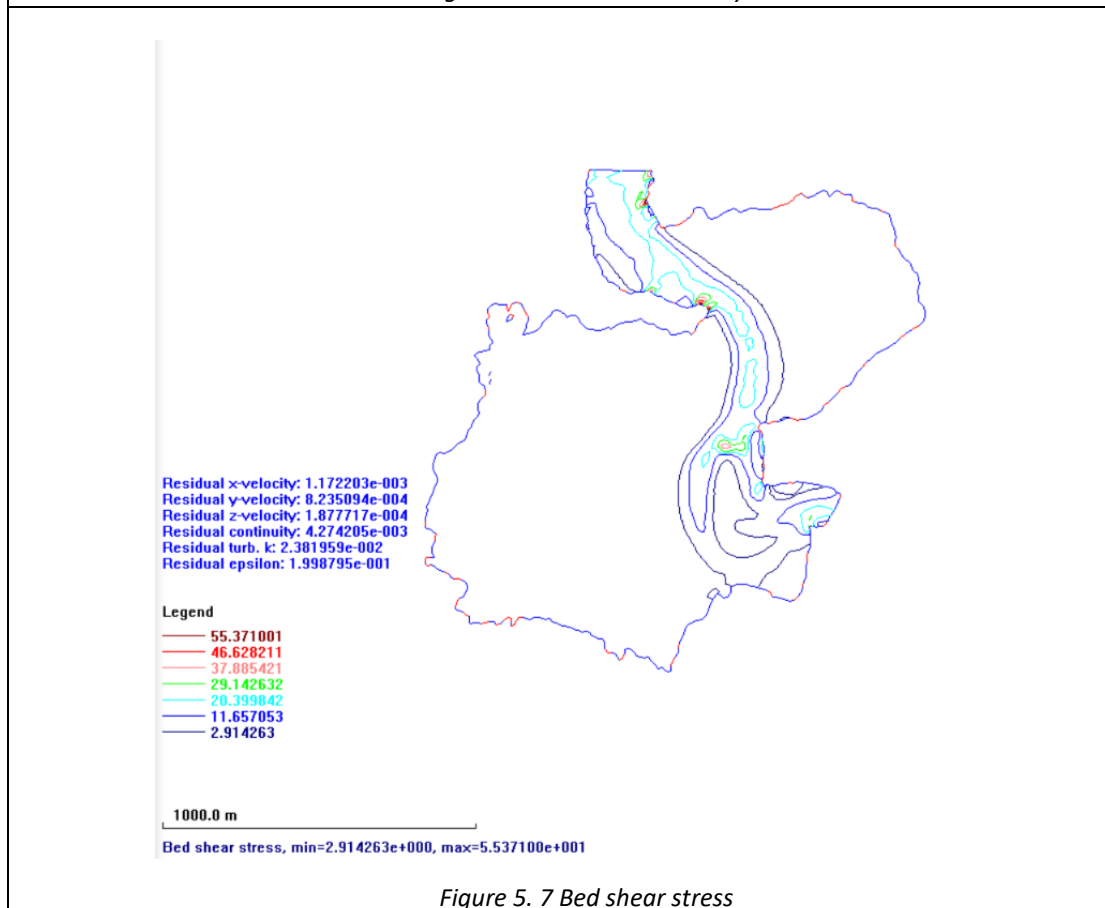 Residual x-velocity: 1.172203e-003
Residual y-velocity: 8.235094e-004
Residual z-velocity: 1.877717e-004
Residual continuity: 4.274205e-003
Residual turb. k: 2.381959e-002
Residual epsilon: 1.998795e-001
Legend
55.371001
46.628211
37.885421
29.142632
20.399842
11.657053
2.914263
1000.0 m
Bed shear stress, min=2.914263e+000, max=5.537100e+001
Figure 5. 7 Bed shear stress